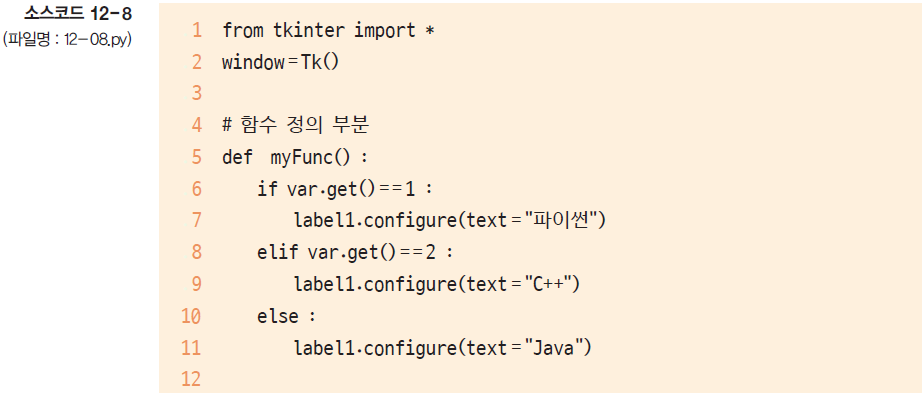 소스코드 12-8
(파일명 : 12-08.py)
1 from tkinter import *
2 window=Tk()
3
4 # 함수 정의 부분
5 def myFunc() :
6     if var.get()==1 :
7         label1.configure(text="파이썬")
8     elif var.get()==2 :
9         label1.configure(text="C++")
10     else :
11         label1.configure(text="Java")
12